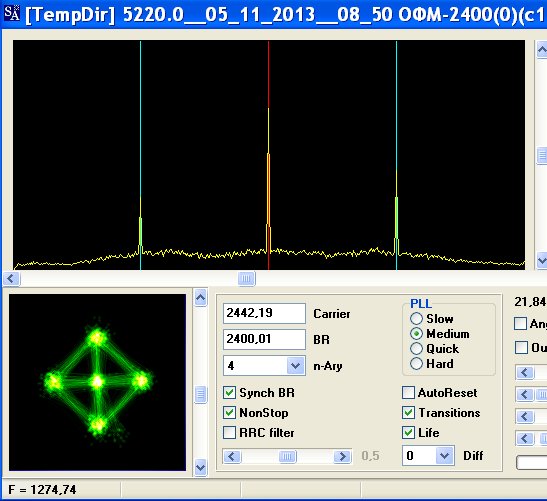 SA [TempDir] 5220.0__05_11_2013__08_50 ОФМ-2400(0)(c1
2442,19 Carrier
2400,01 BR
4 n-Ary
Synch BR
NonStop
RRC filter
0,5
PLL
Slow
Medium
Quick
Hard
AutoReset
Transitions
Life
0 Diff
21,84
Ang
Ou
F = 1274,74